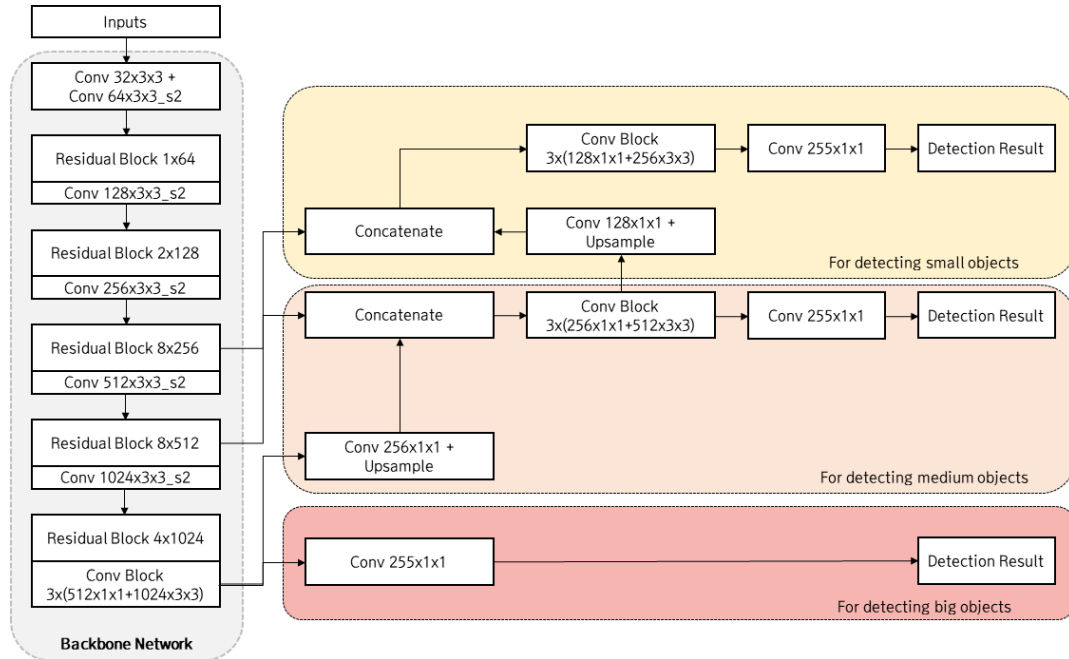 Inputs
Conv 32x3x3 +
Conv 64x3x3_s2
Residual Block 1x64
Conv 128x3x3_s2
Residual Block 2x128
Conv 256x3x3_s2
Residual Block 8x256
Conv 512x3x3_s2
Residual Block 8x512
Conv 1024x3x3_s2
Residual Block 4x1024
Conv Block
3x(512x1x1+1024x3x3)
Backbone Network
Conv Block
3x(128x1x1+256x3x3)
Conv 255x1x1
Detection Result
Concatenate
Conv 128x1x1 +
Upsample
For detecting small objects
Concatenate
Conv Block
3x(256x1x1+512x3x3)
Conv 255x1x1
Detection Result
Conv 256x1x1 +
Upsample
For detecting medium objects
Conv 255x1x1
Detection Result
For detecting big objects